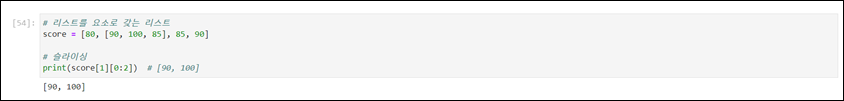 [54]: # 리스트를 요소로 갖는 리스트
score = [80, [90, 100, 85], 85, 90]
# 슬라이싱
print(score[1][0:2])  # [90, 100]
[90, 100]